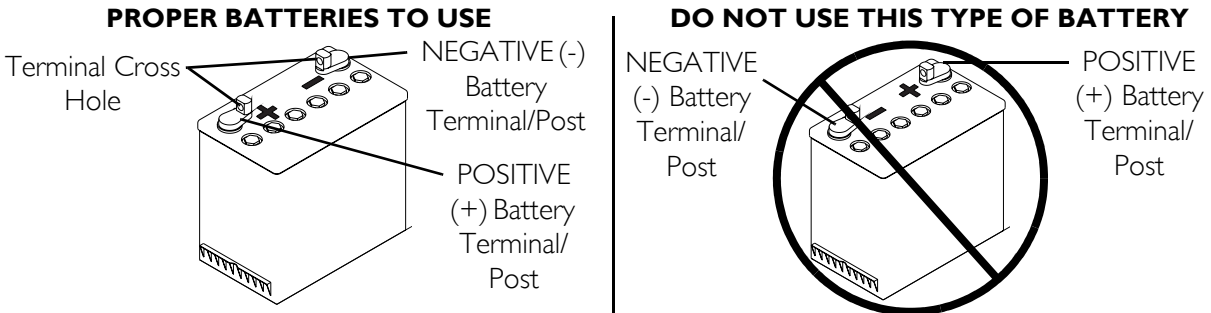 PROPER BATTERIES TO USE
Terminal Cross
Hole
NEGATIVE (-)
Battery
Terminal/Post
POSITIVE
(+) Battery
Terminal/
Post
DO NOT USE THIS TYPE OF BATTERY
NEGATIVE
(-) Battery
Terminal/
Post
POSITIVE
(+) Battery
Terminal/
Post